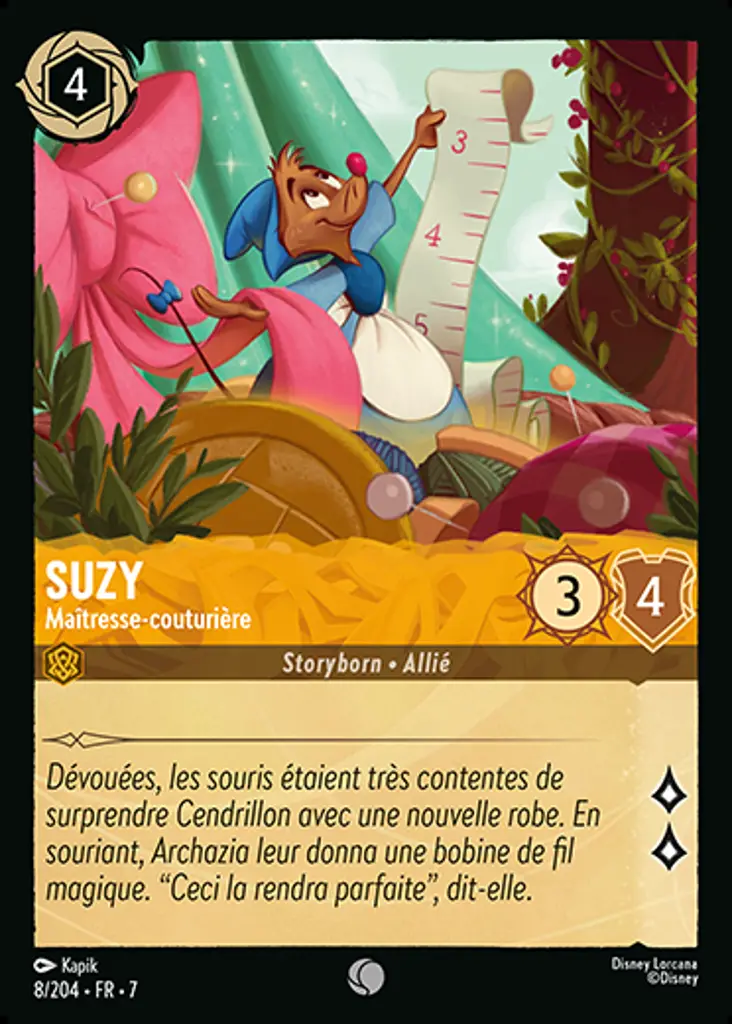 4
3
4
5
SUZY
Maîtresse-couturière
3
4
Storyborn • Allié
Dévouées, les souris étaient très contentes de
surprendre Cendrillon avec une nouvelle robe. En
souriant, Archazia leur donna une bobine de fil
magique. “Ceci la rendra parfaite”, dit-elle.
Kapik
Disney Lorcana
8/204 • FR • 7
©Disney